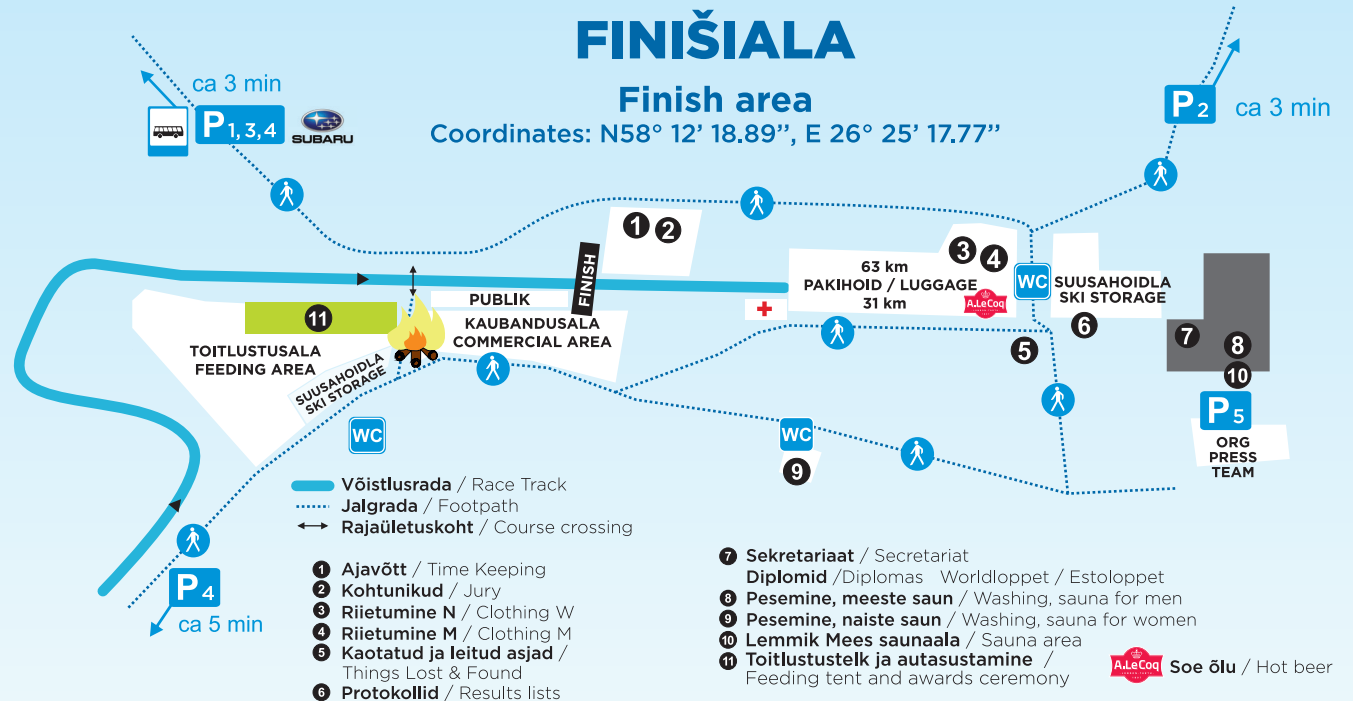 FINIŠIALA
Finish area
Coordinates: N58° 12’ 18.89’’, E 26° 25’ 17.77’’
ca 3 min
P 1, 3, 4
SUBARU
P 2
ca 3 min
1
2
3
4
63 km
PAKIHOID / LUGGAGE
31 km
A.LeCoq
WC
SUUSAHOIDLA
SKI STORAGE
6
5
7
8
10
P 5
ORG
PRESS
TEAM
FINISH
PUBLIK
KAUBANDUSALA
COMMERCIAL AREA
11
TOITLUSTUSALA
FEEDING AREA
SUUSAHOIDLA
SKI STORAGE
WC
WC
9
P 4
ca 5 min
Võistlusrada / Race Track
Jalgrada / Footpath
Rajaületuskoht / Course crossing
1 Ajavõtt / Time Keeping
2 Kohtunikud / Jury
3 Riietumine N / Clothing W
4 Riietumine M / Clothing M
5 Kaotatud ja leitud asjad /
Things Lost & Found
6 Protokollid / Results lists
7 Sekretariaat / Secretariat
Diplomid /Diplomas Worldloppet / Estoloppet
8 Pesemine, meeste saun / Washing, sauna for men
9 Pesemine, naiste saun / Washing, sauna for women
10 Lemmik Mees saunaala / Sauna area
11 Toitlustustelk ja autasustamine /
Feeding tent and awards ceremony
A.LeCoq
Soe õlu / Hot beer